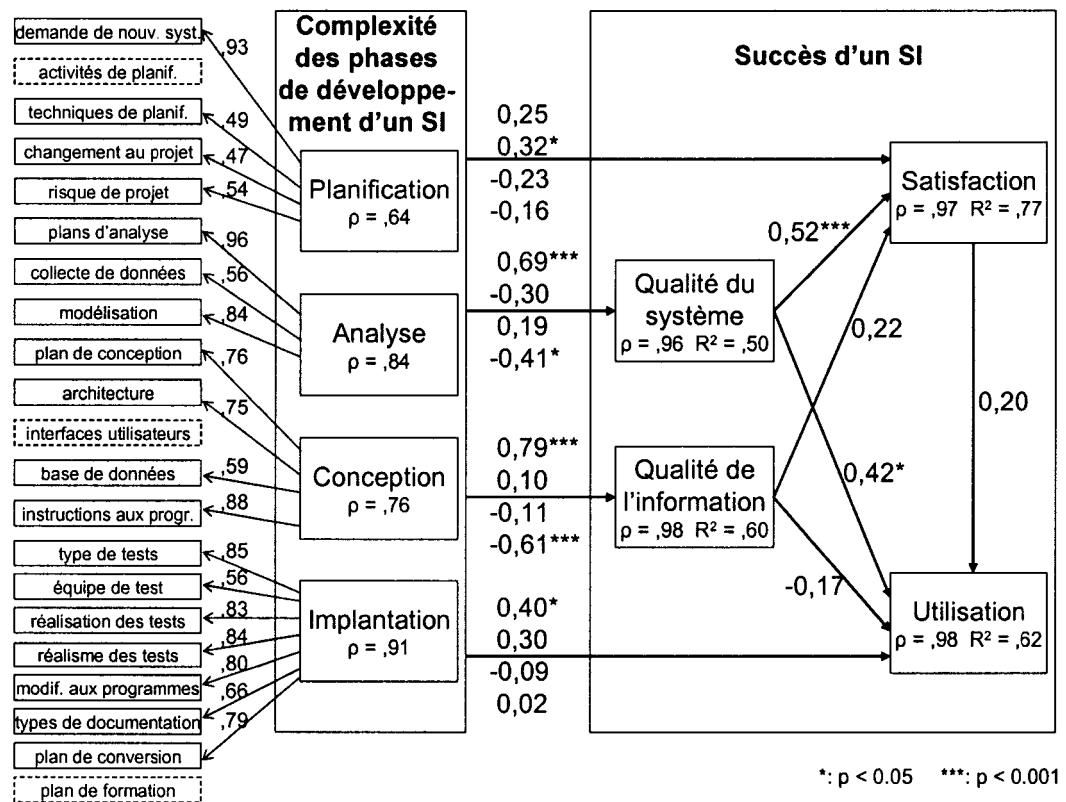 demande de nouv. syst.
activités de planif.
techniques de planif.
changement au projet
risque de projet
plans d'analyse
collecte de données
modélisation
plan de conception
architecture
interfaces utilisateurs
base de données
instructions aux progr.
type de tests
équipe de test
réalisation des tests
réalisme des tests
modif. aux programmes
types de documentation
plan de conversion
plan de formation
,93
,49
,47
,54
,96
,56
,84
,76
,75
,59
,88
,85
,56
,83
,84
,80
,66
,79
Complexité
des phases
de développe-
ment d'un SI
Planification
ρ = ,64
Analyse
ρ = ,84
Conception
ρ = ,76
Implantation
ρ = ,91
0,25
0,32*
-0,23
-0,16
0,69***
-0,30
0,19
-0,41*
0,79***
0,10
-0,11
-0,61***
0,40*
0,30
-0,09
0,02
Succès d'un SI
Qualité du
système
ρ = ,96 R² = ,50
Qualité de
l'information
ρ = ,98 R² = ,60
0,52***
0,22
0,42*
-0,17
Satisfaction
ρ = ,97 R² = ,77
0,20
Utilisation
ρ = ,98 R² = ,62
*: p < 0.05 ***: p < 0.001